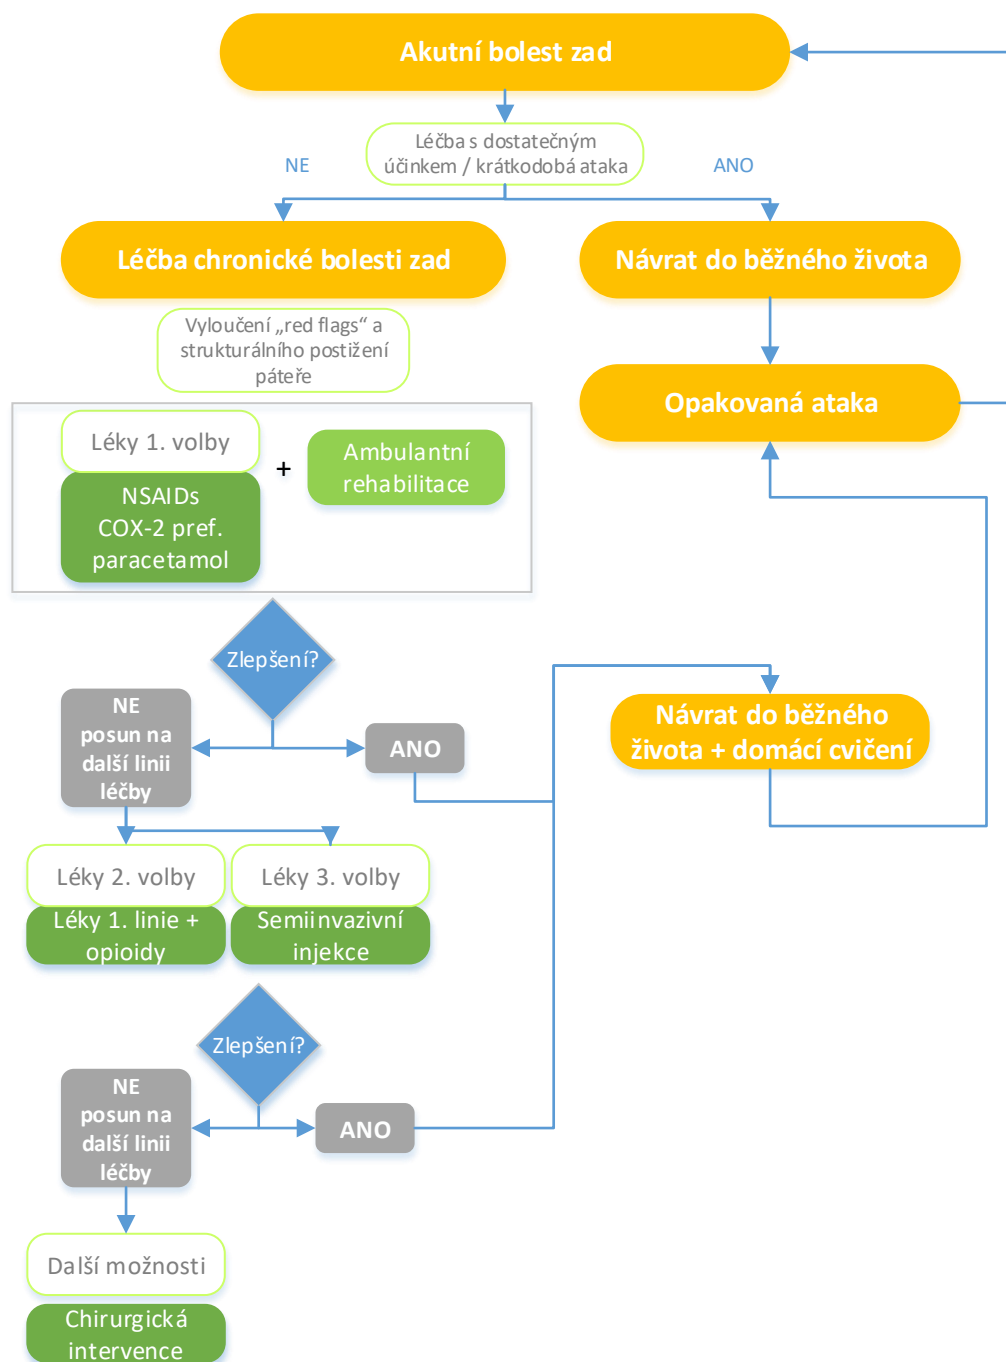 Akutní bolest zad
Léčba s dostatečným
účinkem / krátkodobá ataka
NE
ANO
Léčba chronické bolesti zad
Návrat do běžného života
Vyloučení „red flags“ a
strukturálního postižení
páteře
Opakovaná ataka
Léky 1. volby
+
Ambulantní
rehabilitace
NSAIDs
COX-2 pref.
paracetamol
Zlepšení?
NE
posun na
další linii
léčby
ANO
Návrat do běžného
života + domácí cvičení
Léky 2. volby
Léky 1. linie +
opioidy
Léky 3. volby
Semiinvazivní
injekce
Zlepšení?
NE
posun na
další linii
léčby
ANO
Další možnosti
Chirurgická
intervence